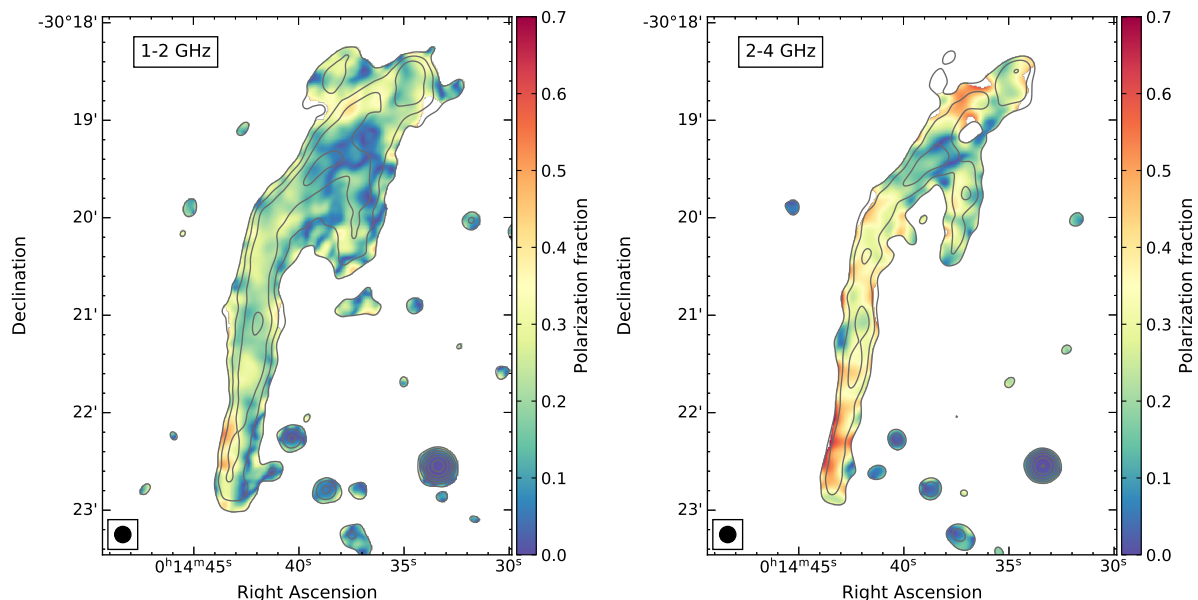 1-2 GHz
-30°18'
19'
20'
21'
22'
23'
Declination
0ʰ14ᵐ45ˢ
40ˢ
35ˢ
30ˢ
Right Ascension
0.7
0.6
0.5
0.4
0.3
0.2
0.1
0.0
Polarization fraction
2-4 GHz
-30°18'
19'
20'
21'
22'
23'
Declination
0ʰ14ᵐ45ˢ
40ˢ
35ˢ
30ˢ
Right Ascension
0.7
0.6
0.5
0.4
0.3
0.2
0.1
0.0
Polarization fraction